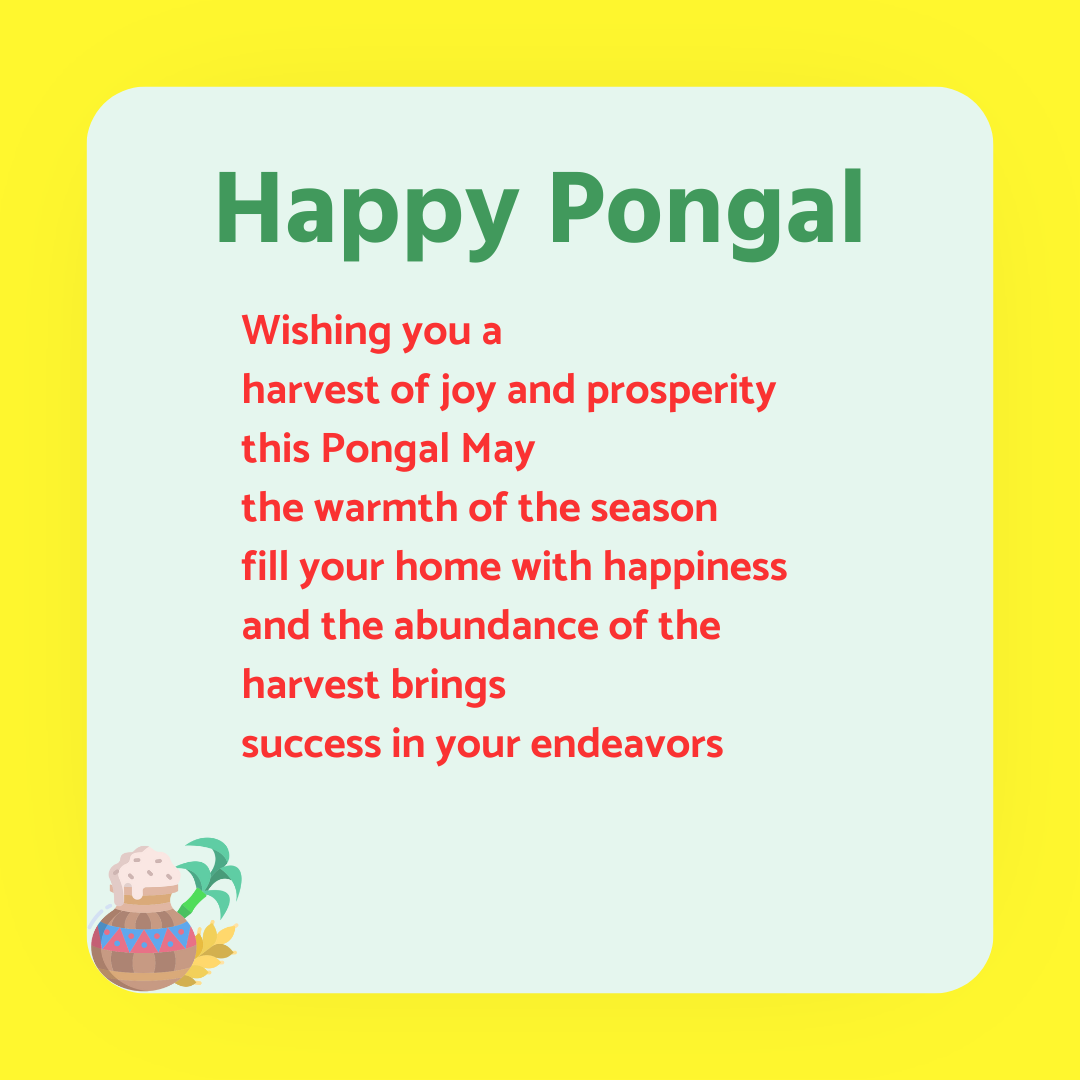 Happy Pongal
Wishing you a
harvest of joy and prosperity
this Pongal May
the warmth of the season
fill your home with happiness
and the abundance of the
harvest brings
success in your endeavors